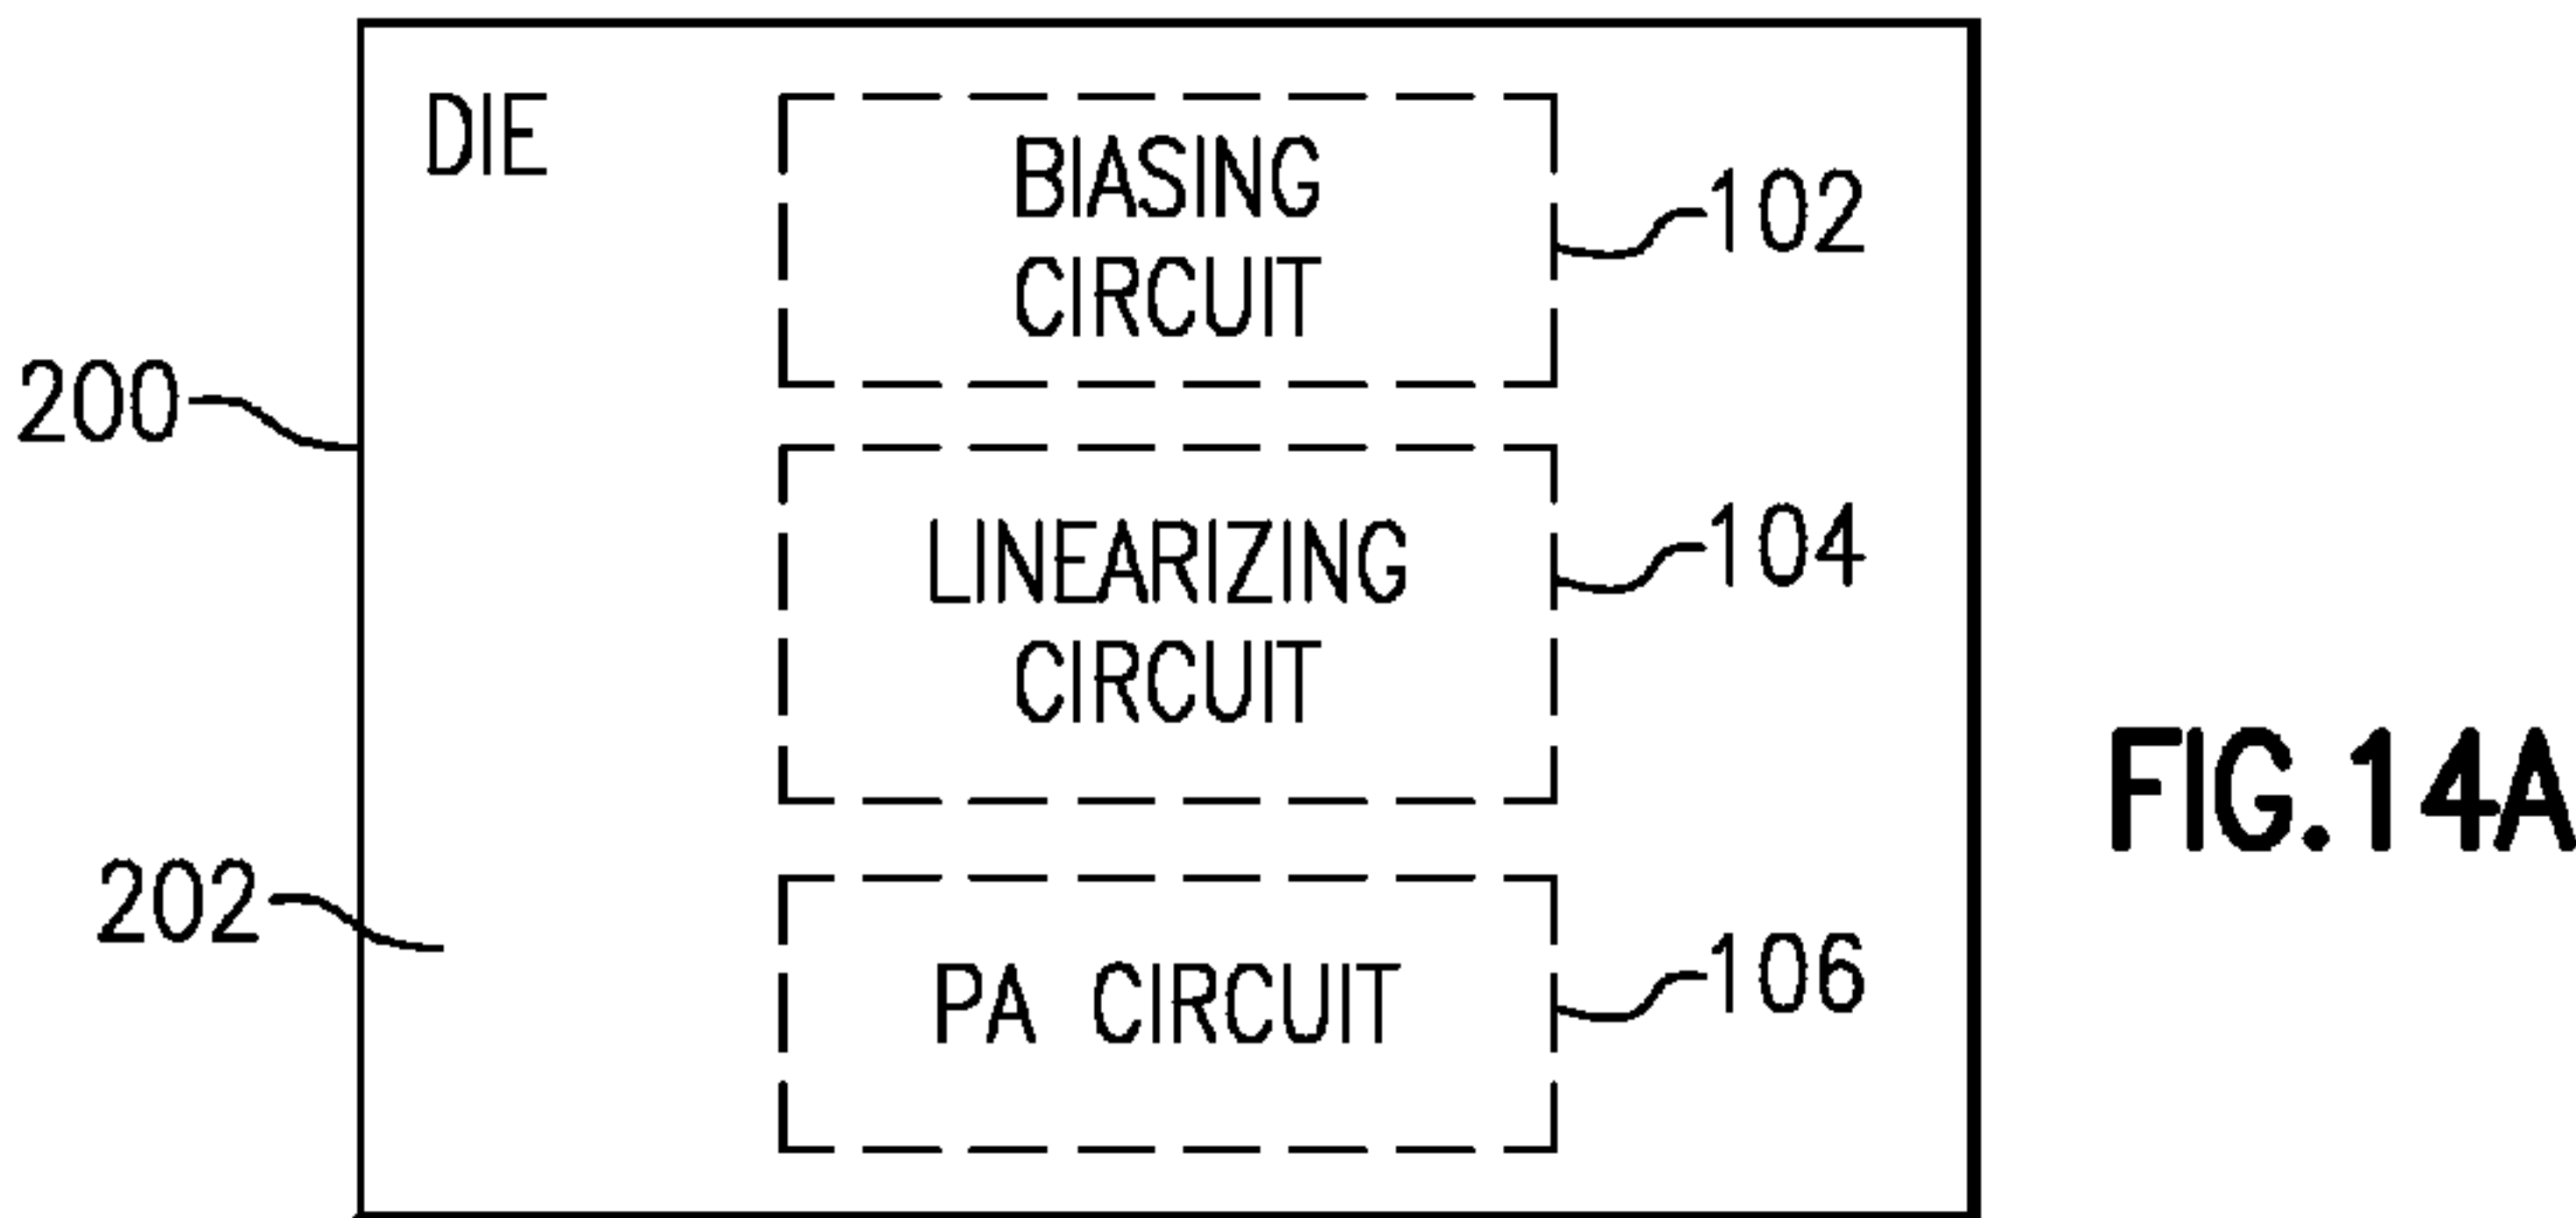 DIE
BIASING
CIRCUIT
102
200
LINEARIZING
CIRCUIT
104
202
PA CIRCUIT
106
FIG.14A